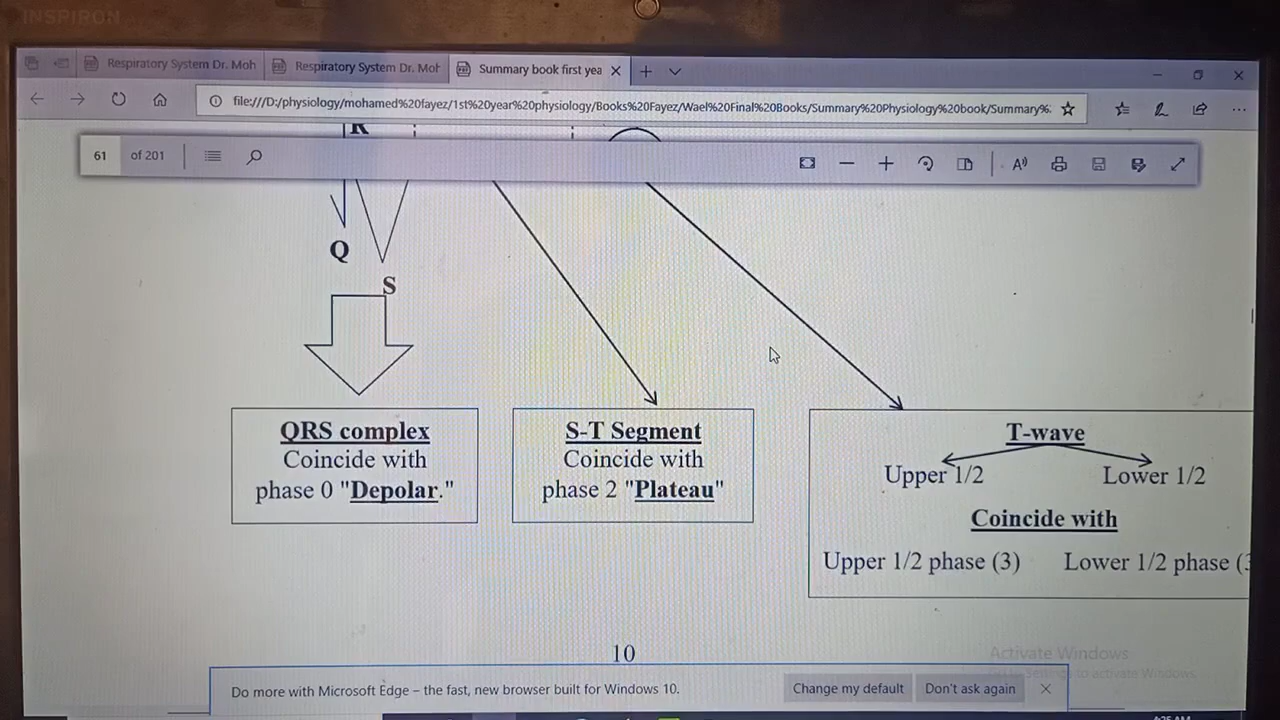 INSPIRON
Respiratory System Dr. Moh
Respiratory System Dr. Moh
Summary book first yea
file:///D:/physiology/mohamed%20fayez/1st%20year%20physiology/Books%20Fayez/Wael%20Final%20Books/Summary%20Physiology%20book/Summary%
R
61 of 201
Q
S
QRS complex
Coincide with
phase 0 "Depolar."
S-T Segment
Coincide with
phase 2 "Plateau"
T-wave
Upper 1/2 Lower 1/2
Coincide with
Upper 1/2 phase (3) Lower 1/2 phase (3
10
Activate Windows
Do more with Microsoft Edge – the fast, new browser built for Windows 10.
Change my default
Don't ask again